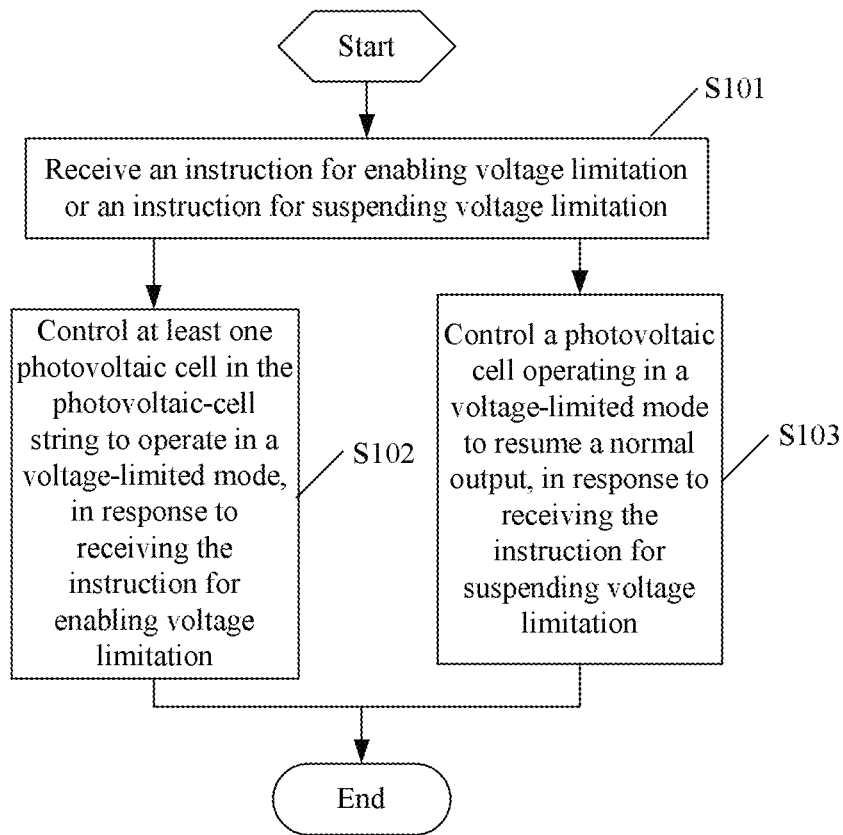 Start
S101
Receive an instruction for enabling voltage limitation
or an instruction for suspending voltage limitation
Control at least one
photovoltaic cell in the
photovoltaic-cell
string to operate in a
voltage-limited mode,
in response to
receiving the
instruction for
enabling voltage
limitation
S102
Control a photovoltaic
cell operating in a
voltage-limited mode
to resume a normal
output, in response to
receiving the
instruction for
suspending voltage
limitation
S103
End